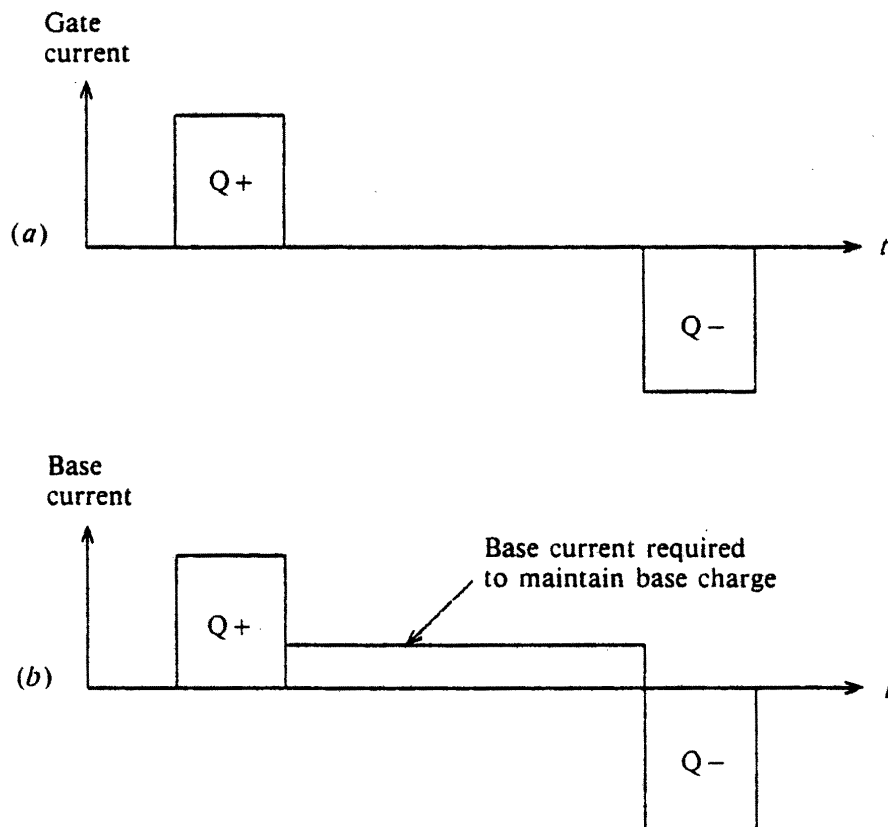 Gate
current
Q+
(a)
t
Q−
Base
current
Base current required
to maintain base charge
Q+
(b)
Q−